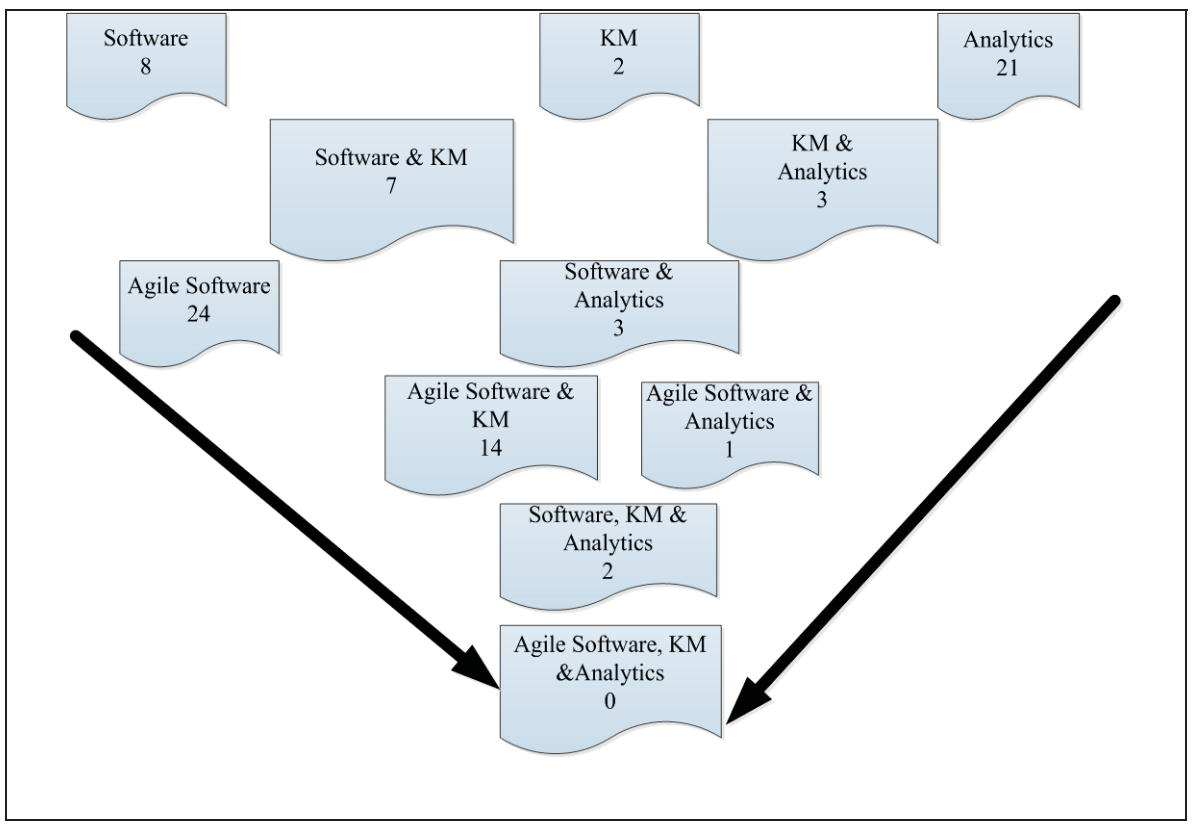 Software
8
KM
2
Analytics
21
Software & KM
7
KM &
Analytics
3
Agile Software
24
Software &
Analytics
3
Agile Software &
KM
14
Agile Software &
Analytics
1
Software, KM &
Analytics
2
Agile Software, KM
&Analytics
0